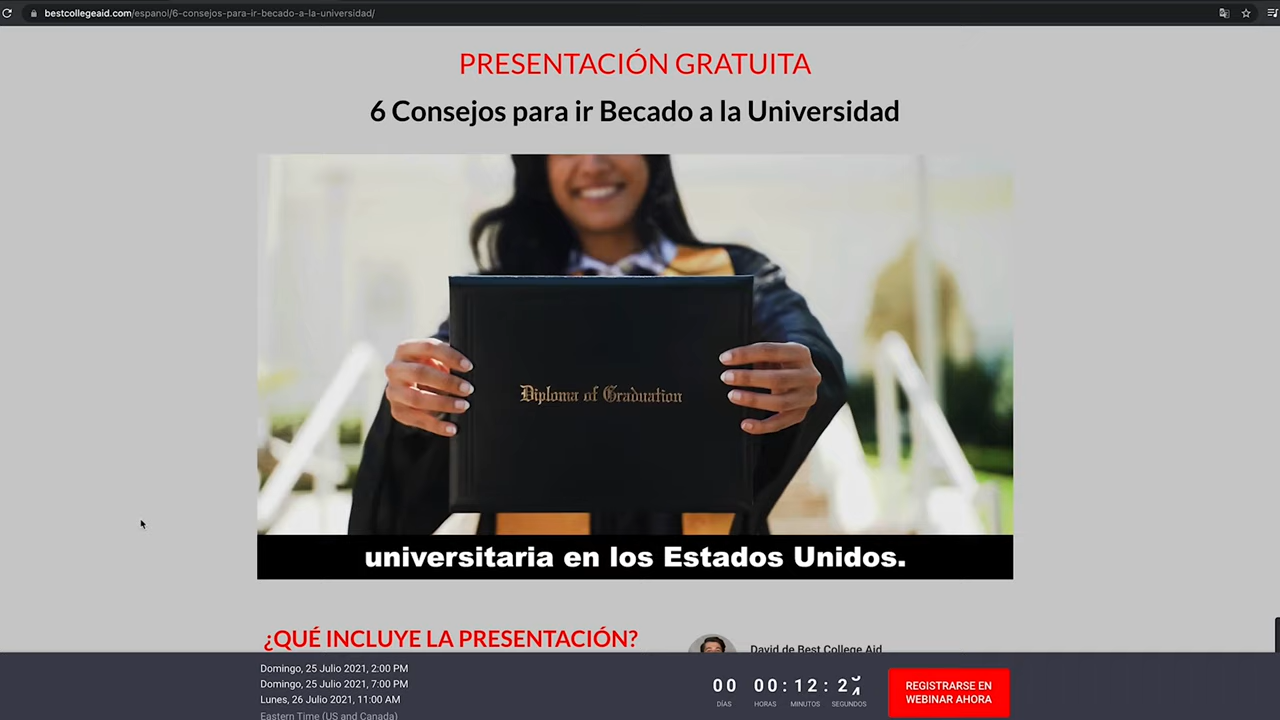 bestcollegeaid.com/espanol/6-consejos-para-ir-becado-a-la-universidad/
PRESENTACIÓN GRATUITA
6 Consejos para ir Becado a la Universidad
Diploma of Graduation
universitaria en los Estados Unidos.
¿QUÉ INCLUYE LA PRESENTACIÓN?
David de Best College Aid
Domingo, 25 Julio 2021, 2:00 PM
Domingo, 25 Julio 2021, 7:00 PM
Lunes, 26 Julio 2021, 11:00 AM
Eastern Time (US and Canada)
00 00 : 12 : 2
DÍAS HORAS MINUTOS SEGUNDOS
REGISTRARSE EN
WEBINAR AHORA